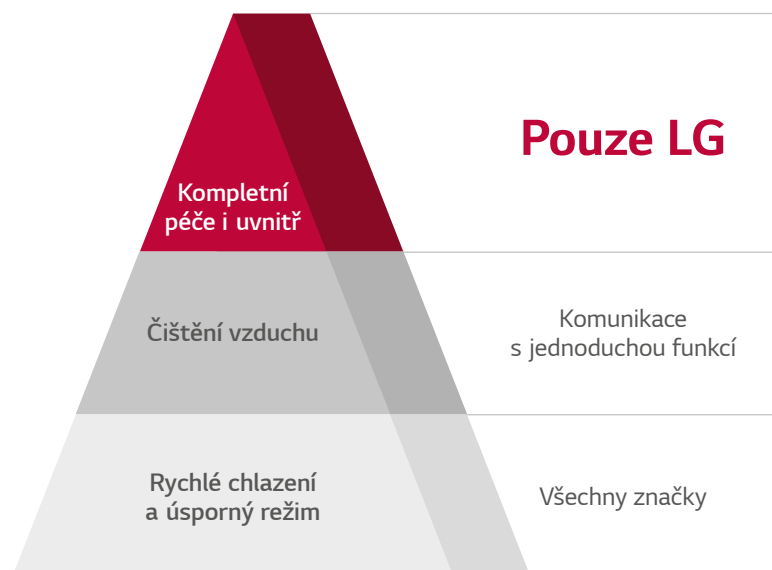 Pouze LG
Kompletní
péče i uvnitř
Čištění vzduchu
Komunikace
s jednoduchou funkcí
Rychlé chlazení
a úsporný režim
Všechny značky